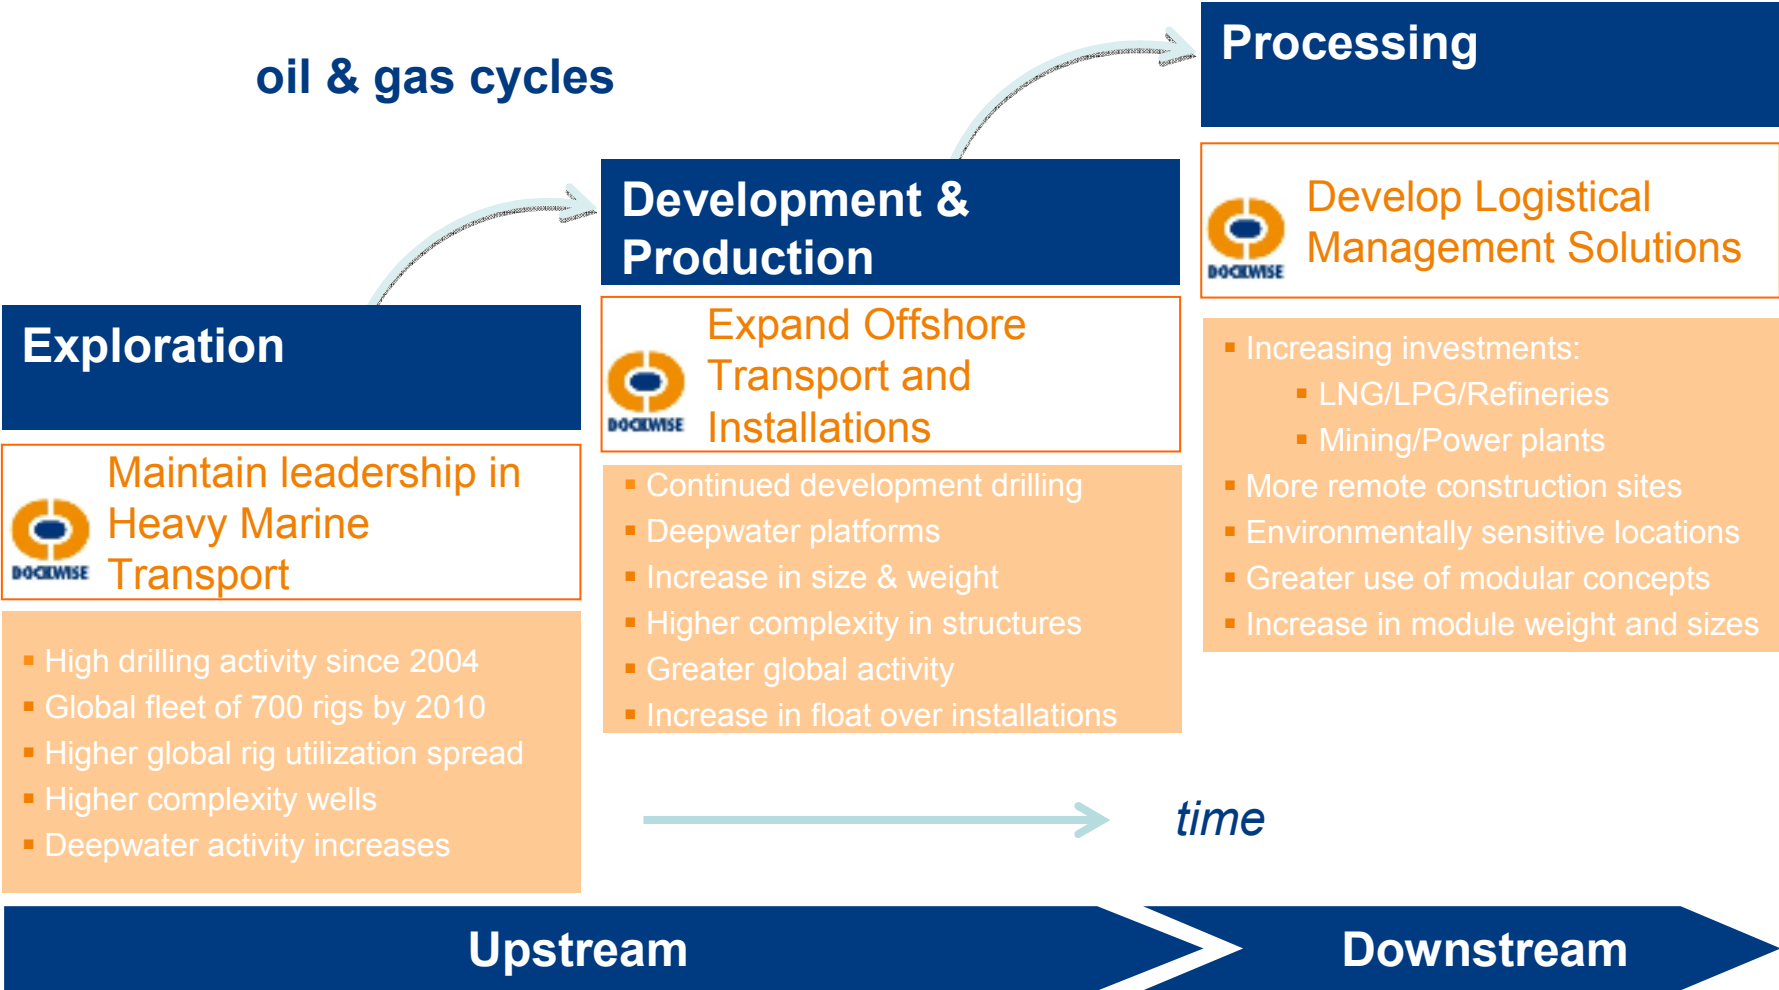 oil & gas cycles
Exploration
DOCKWISE
Maintain leadership in
Heavy Marine
Transport
High drilling activity since 2004
Global fleet of 700 rigs by 2010
Higher global rig utilization spread
Higher complexity wells
Deepwater activity increases
Development &
Production
DOCKWISE
Expand Offshore
Transport and
Installations
Continued development drilling
Deepwater platforms
Increase in size & weight
Higher complexity in structures
Greater global activity
Increase in float over installations
Processing
DOCKWISE
Develop Logistical
Management Solutions
Increasing investments:
LNG/LPG/Refineries
Mining/Power plants
More remote construction sites
Environmentally sensitive locations
Greater use of modular concepts
Increase in module weight and sizes
time
Upstream
Downstream